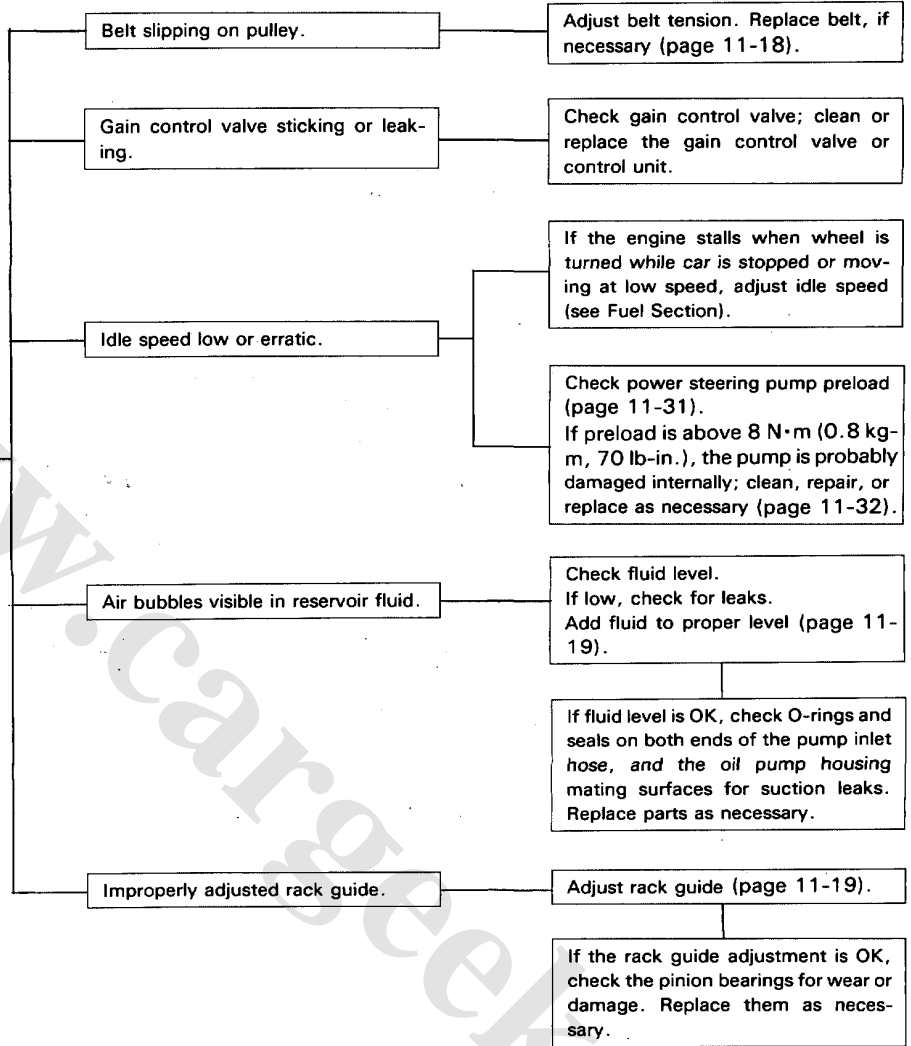 Belt slipping on pulley.
Adjust belt tension. Replace belt, if
necessary (page 11-18).
Gain control valve sticking or leak-
ing.
Check gain control valve; clean or
replace the gain control valve or
control unit.
Idle speed low or erratic.
If the engine stalls when wheel is
turned while car is stopped or mov-
ing at low speed, adjust idle speed
(see Fuel Section).
Check power steering pump preload
(page 11-31).
If preload is above 8 N·m (0.8 kg-
m, 70 lb-in.), the pump is probably
damaged internally; clean, repair, or
replace as necessary (page 11-32).
Air bubbles visible in reservoir fluid.
Check fluid level.
If low, check for leaks.
Add fluid to proper level (page 11-
19).
If fluid level is OK, check O-rings and
seals on both ends of the pump inlet
hose, and the oil pump housing
mating surfaces for suction leaks.
Replace parts as necessary.
Improperly adjusted rack guide.
Adjust rack guide (page 11-19).
If the rack guide adjustment is OK,
check the pinion bearings for wear or
damage. Replace them as neces-
sary.
w.cargeek